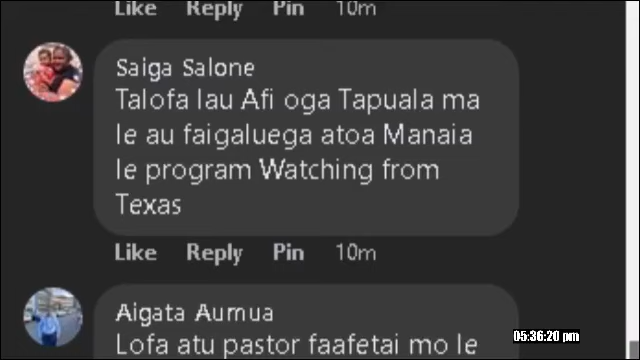 Like Reply Pin 10m
Saiga Salone
Talofa lau Afi oga Tapuala ma
le au faigaluega atoa Manaia
le program Watching from
Texas
Like Reply Pin 10m
Aigata Aumua
Lofa atu pastor faafetai mo le
05:36:20 pm